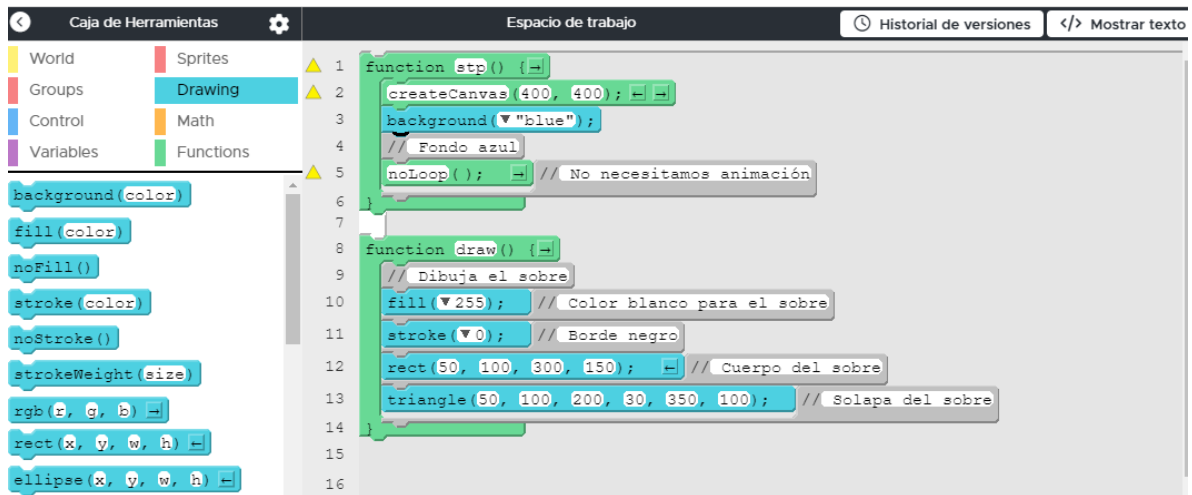 Caja de Herramientas
Espacio de trabajo
Historial de versiones
</> Mostrar texto
World
Sprites
Groups
Drawing
Control
Math
Variables
Functions
background(color)
fill(color)
noFill()
stroke(color)
noStroke()
strokeWeight(size)
rgb(r, g, b)
rect(x, y, w, h)
ellipse(x, y, w, h)
1 function stp() {
2 createCanvas(400, 400);
3 background("blue");
4 // Fondo azul
5 noLoop(); // No necesitamos animación
6 }
7
8 function draw() {
9 // Dibuja el sobre
10 fill(255); // Color blanco para el sobre
11 stroke(0); // Borde negro
12 rect(50, 100, 300, 150); // Cuerpo del sobre
13 triangle(50, 100, 200, 30, 350, 100); // Solapa del sobre
14 }
15
16